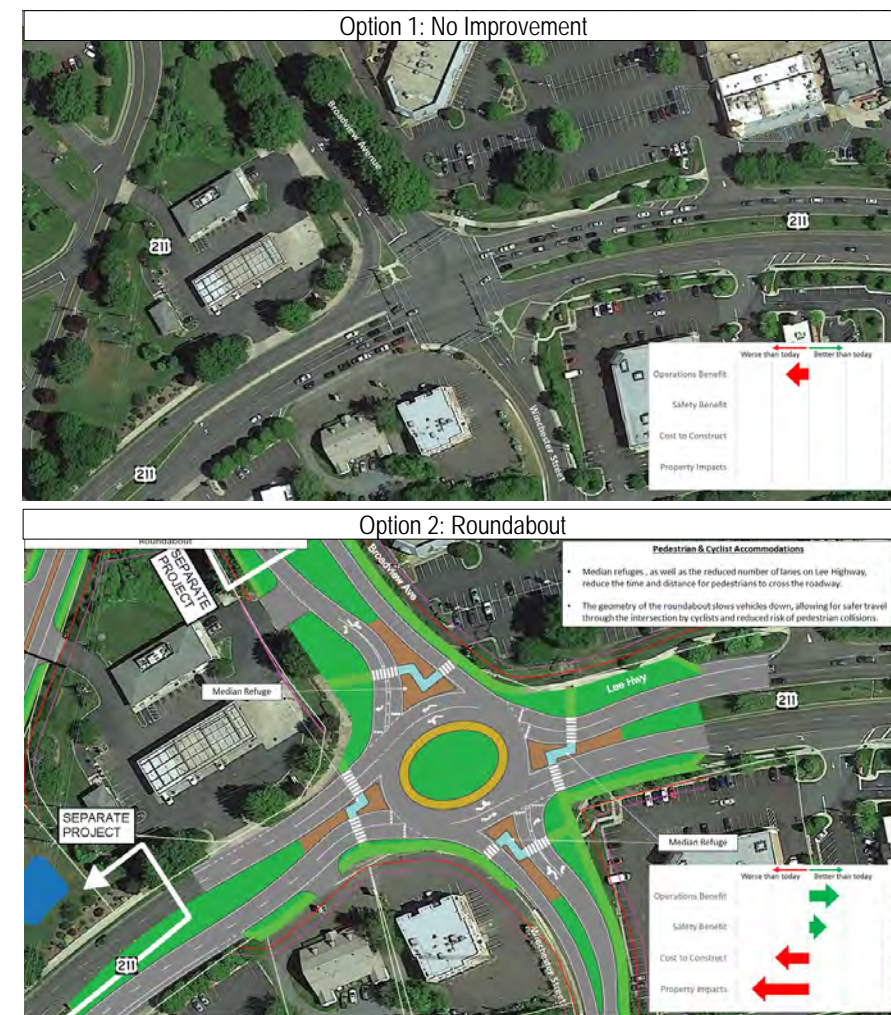 Option 1: No Improvement
Broadview Avenue
211
211
211
Winchester Street
Worse than today Better than today
Operations Benefit
Safety Benefit
Cost to Construct
Property Impacts
Option 2: Roundabout
Roundabout
SEPARATE
PROJECT
Broadview Ave
Pedestrian & Cyclist Accommodations
• Median refuges , as well as the reduced number of lanes on Lee Highway,
reduce the time and distance for pedestrians to cross the roadway.
• The geometry of the roundabout slows vehicles down, allowing for safer travel
through the intersection by cyclists and reduced risk of pedestrian collisions.
Median Refuge
Lee Hwy
211
SEPARATE
PROJECT
Median Refuge
211
Winchester Street
Worse than today Better than today
Operations Benefit
Safety Benefit
Cost to Construct
Property Impacts